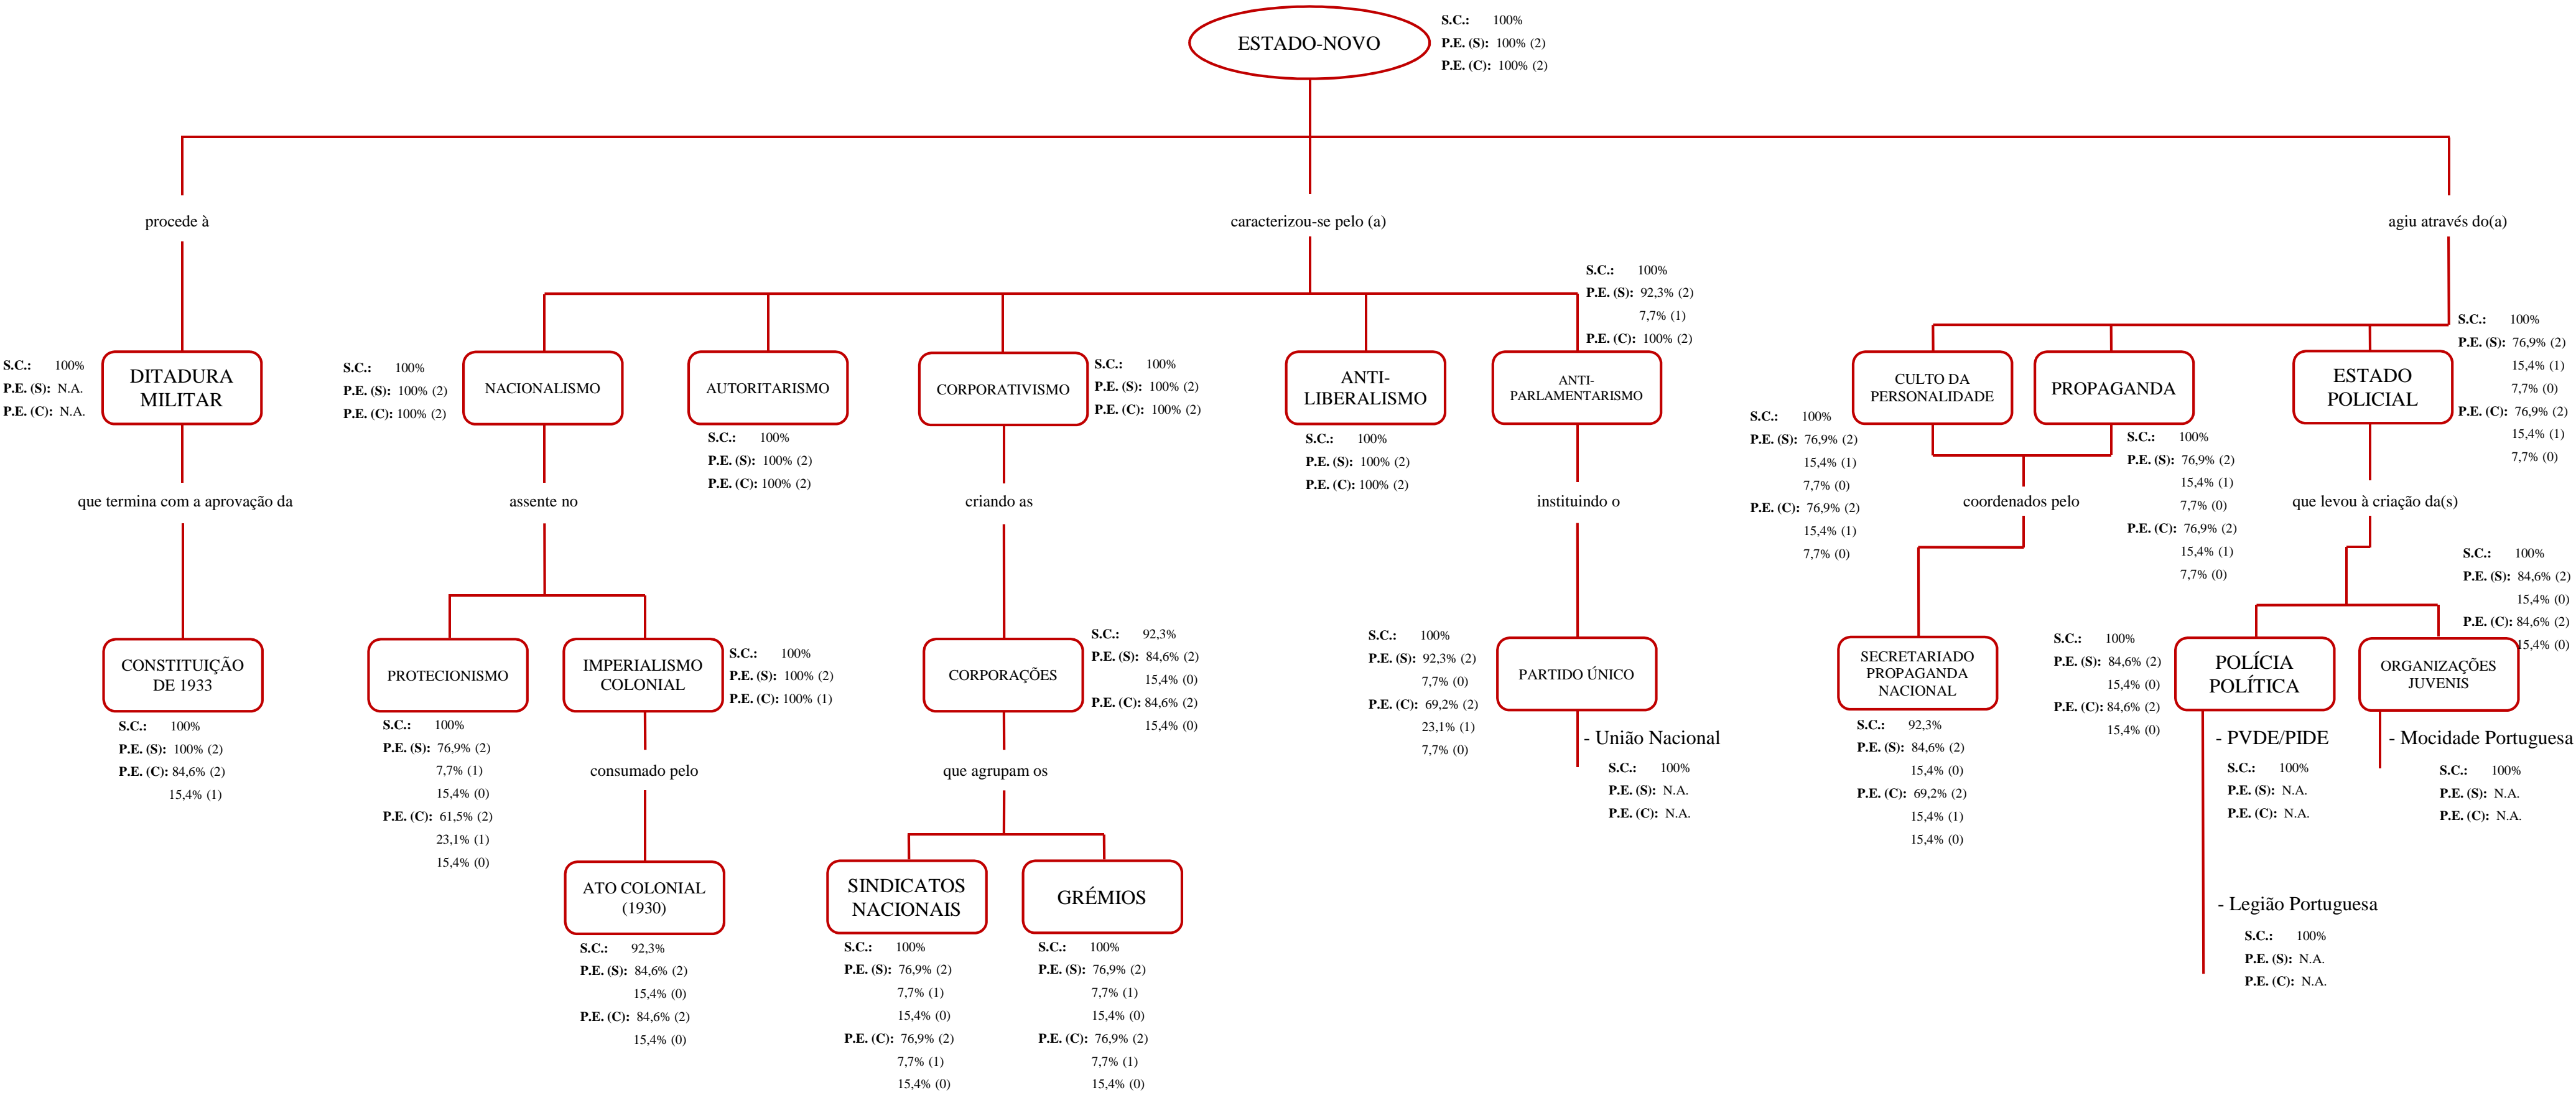 ESTADO-NOVO
S.C.: 100%
P.E. (S): 100% (2)
P.E. (C): 100% (2)
procede à
caracterizou-se pelo (a)
agiu através do(a)
S.C.: 100%
P.E. (S): N.A.
P.E. (C): N.A.
DITADURA
MILITAR
S.C.: 100%
P.E. (S): 100% (2)
P.E. (C): 100% (2)
NACIONALISMO
AUTORITARISMO
S.C.: 100%
P.E. (S): 100% (2)
P.E. (C): 100% (2)
CORPORATIVISMO
S.C.: 100%
P.E. (S): 100% (2)
P.E. (C): 100% (2)
ANTI-
LIBERALISMO
S.C.: 100%
P.E. (S): 100% (2)
P.E. (C): 100% (2)
S.C.: 100%
P.E. (S): 92,3% (2)
7,7% (1)
P.E. (C): 100% (2)
ANTI-
PARLAMENTARISMO
CULTO DA
PERSONALIDADE
S.C.: 100%
P.E. (S): 76,9% (2)
15,4% (1)
7,7% (0)
P.E. (C): 76,9% (2)
15,4% (1)
7,7% (0)
PROPAGANDA
S.C.: 100%
P.E. (S): 76,9% (2)
15,4% (1)
7,7% (0)
P.E. (C): 76,9% (2)
15,4% (1)
7,7% (0)
ESTADO
POLICIAL
S.C.: 100%
P.E. (S): 76,9% (2)
15,4% (1)
7,7% (0)
P.E. (C): 76,9% (2)
15,4% (1)
7,7% (0)
que termina com a aprovação da
assente no
criando as
instituindo o
coordenados pelo
que levou à criação da(s)
CONSTITUIÇÃO
DE 1933
S.C.: 100%
P.E. (S): 100% (2)
P.E. (C): 84,6% (2)
15,4% (1)
PROTECIONISMO
S.C.: 100%
P.E. (S): 76,9% (2)
7,7% (1)
15,4% (0)
P.E. (C): 61,5% (2)
23,1% (1)
15,4% (0)
IMPERIALISMO
COLONIAL
S.C.: 100%
P.E. (S): 100% (2)
P.E. (C): 100% (1)
CORPORAÇÕES
S.C.: 92,3%
P.E. (S): 84,6% (2)
15,4% (0)
P.E. (C): 84,6% (2)
15,4% (0)
S.C.: 100%
P.E. (S): 92,3% (2)
7,7% (0)
P.E. (C): 69,2% (2)
23,1% (1)
7,7% (0)
PARTIDO ÚNICO
- União Nacional
S.C.: 100%
P.E. (S): N.A.
P.E. (C): N.A.
SECRETARIADO
PROPAGANDA
NACIONAL
S.C.: 92,3%
P.E. (S): 84,6% (2)
15,4% (0)
P.E. (C): 69,2% (2)
15,4% (1)
15,4% (0)
S.C.: 100%
P.E. (S): 84,6% (2)
15,4% (0)
P.E. (C): 84,6% (2)
15,4% (0)
POLÍCIA
POLÍTICA
- PVDE/PIDE
S.C.: 100%
P.E. (S): N.A.
P.E. (C): N.A.
- Legião Portuguesa
S.C.: 100%
P.E. (S): N.A.
P.E. (C): N.A.
S.C.: 100%
P.E. (S): 84,6% (2)
15,4% (0)
P.E. (C): 84,6% (2)
15,4% (0)
ORGANIZAÇÕES
JUVENIS
- Mocidade Portuguesa
S.C.: 100%
P.E. (S): N.A.
P.E. (C): N.A.
consumado pelo
que agrupam os
ATO COLONIAL
(1930)
S.C.: 92,3%
P.E. (S): 84,6% (2)
15,4% (0)
P.E. (C): 84,6% (2)
15,4% (0)
SINDICATOS
NACIONAIS
S.C.: 100%
P.E. (S): 76,9% (2)
7,7% (1)
15,4% (0)
P.E. (C): 76,9% (2)
7,7% (1)
15,4% (0)
GRÉMIOS
S.C.: 100%
P.E. (S): 76,9% (2)
7,7% (1)
15,4% (0)
P.E. (C): 76,9% (2)
7,7% (1)
15,4% (0)